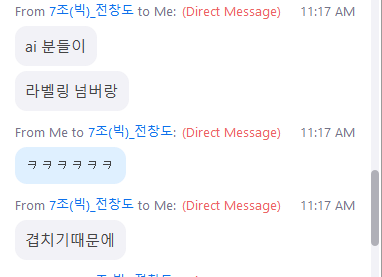 From 7조(빅)_전창도 to Me: (Direct Message) 11:17 AM
ai 분들이
라벨링 넘버랑
From Me to 7조(빅)_전창도: (Direct Message) 11:17 AM
ㅋㅋㅋㅋㅋㅋ
From 7조(빅)_전창도 to Me: (Direct Message) 11:17 AM
겹치기때문에